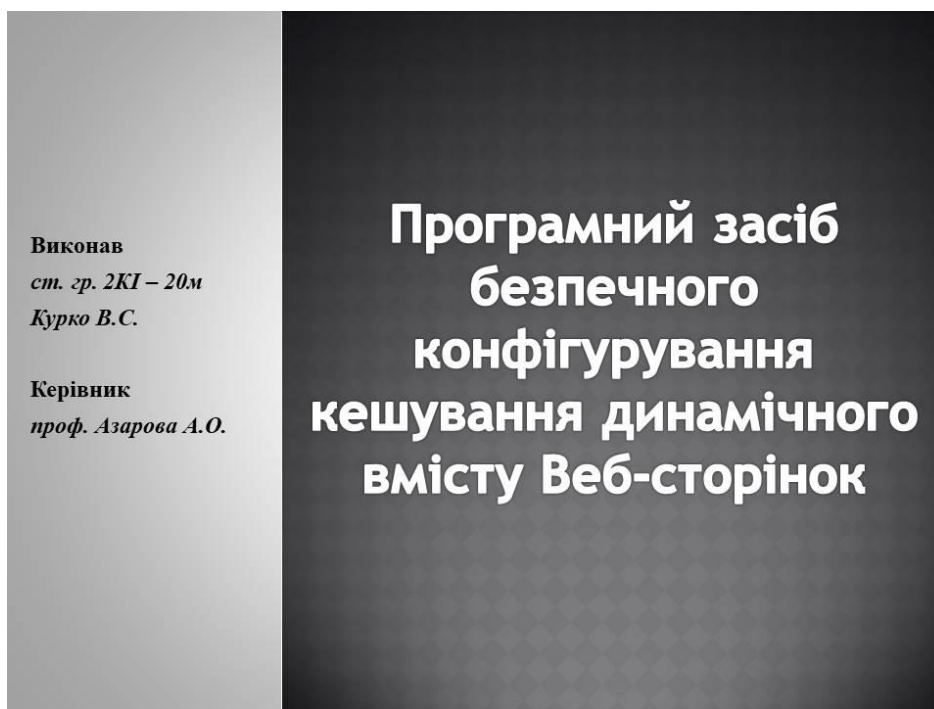 Виконав
ст. гр. 2КІ – 20м
Курко В.С.
Керівник
проф. Азарова А.О.
Програмний засіб
безпечного
конфігурування
кешування динамічного
вмісту Веб-сторінок